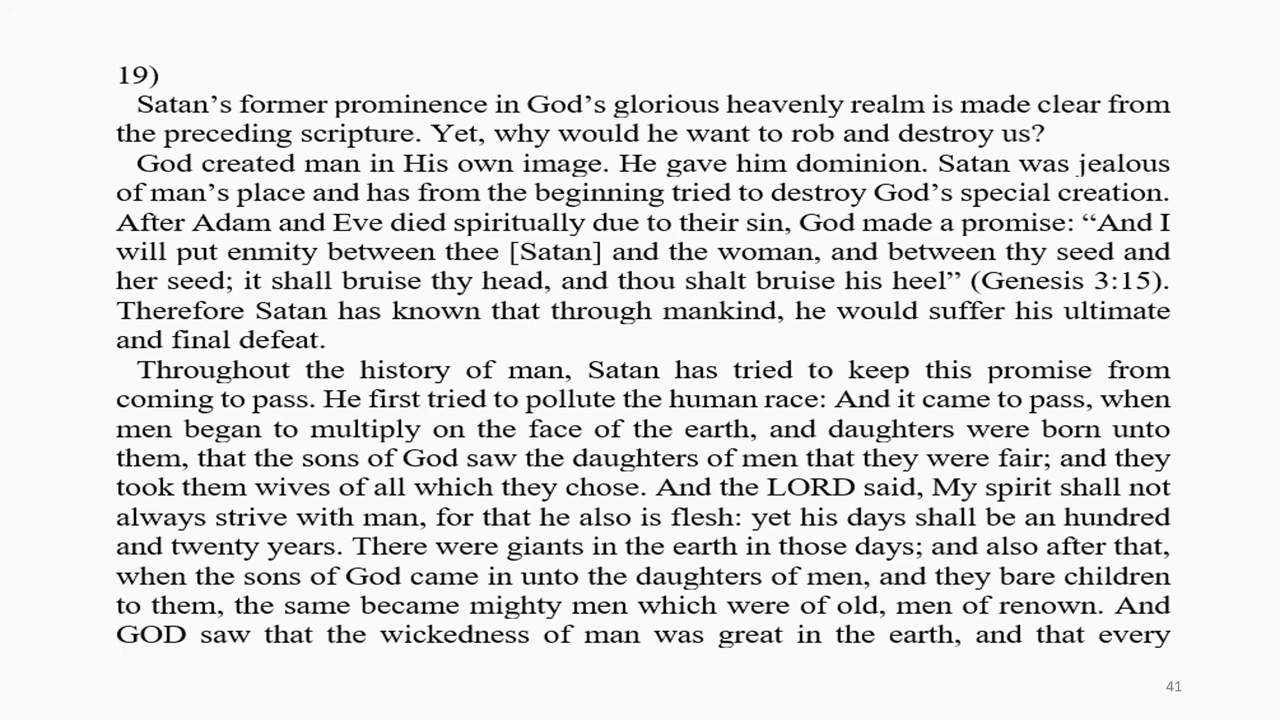 19)
Satan’s former prominence in God’s glorious heavenly realm is made clear from
the preceding scripture. Yet, why would he want to rob and destroy us?
God created man in His own image. He gave him dominion. Satan was jealous
of man’s place and has from the beginning tried to destroy God’s special creation.
After Adam and Eve died spiritually due to their sin, God made a promise: “And I
will put enmity between thee [Satan] and the woman, and between thy seed and
her seed; it shall bruise thy head, and thou shalt bruise his heel” (Genesis 3:15).
Therefore Satan has known that through mankind, he would suffer his ultimate
and final defeat.
Throughout the history of man, Satan has tried to keep this promise from
coming to pass. He first tried to pollute the human race: And it came to pass, when
men began to multiply on the face of the earth, and daughters were born unto
them, that the sons of God saw the daughters of men that they were fair; and they
took them wives of all which they chose. And the LORD said, My spirit shall not
always strive with man, for that he also is flesh: yet his days shall be an hundred
and twenty years. There were giants in the earth in those days; and also after that,
when the sons of God came in unto the daughters of men, and they bare children
to them, the same became mighty men which were of old, men of renown. And
GOD saw that the wickedness of man was great in the earth, and that every
41